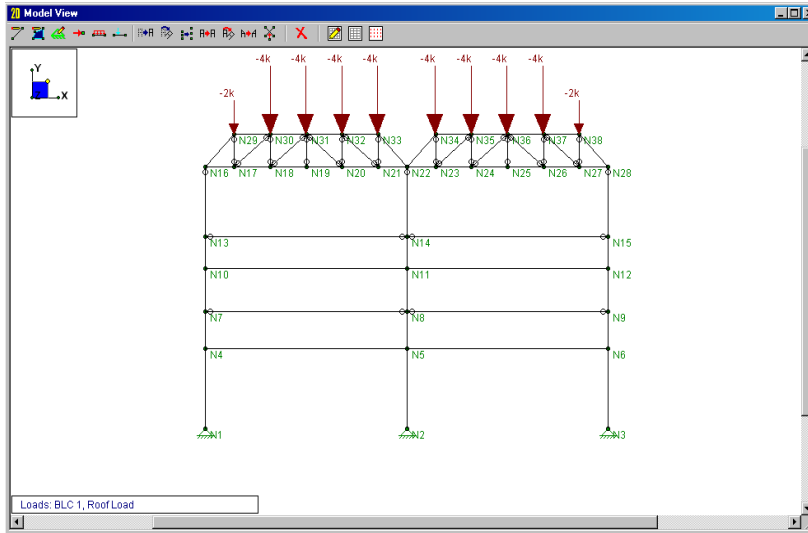 2D Model View
Y
Z X
-4k -4k -4k -4k -4k -4k -4k -4k
-2k -2k
N29 N30 N31 N32 N33 N34 N35 N36 N37 N38
N16 N17 N18 N19 N20 N21 N22 N23 N24 N25 N26 N27 N28
N13 N14 N15
N10 N11 N12
N7 N8 N9
N4 N5 N6
N1 N2 N3
Loads: BLC 1, Roof Load